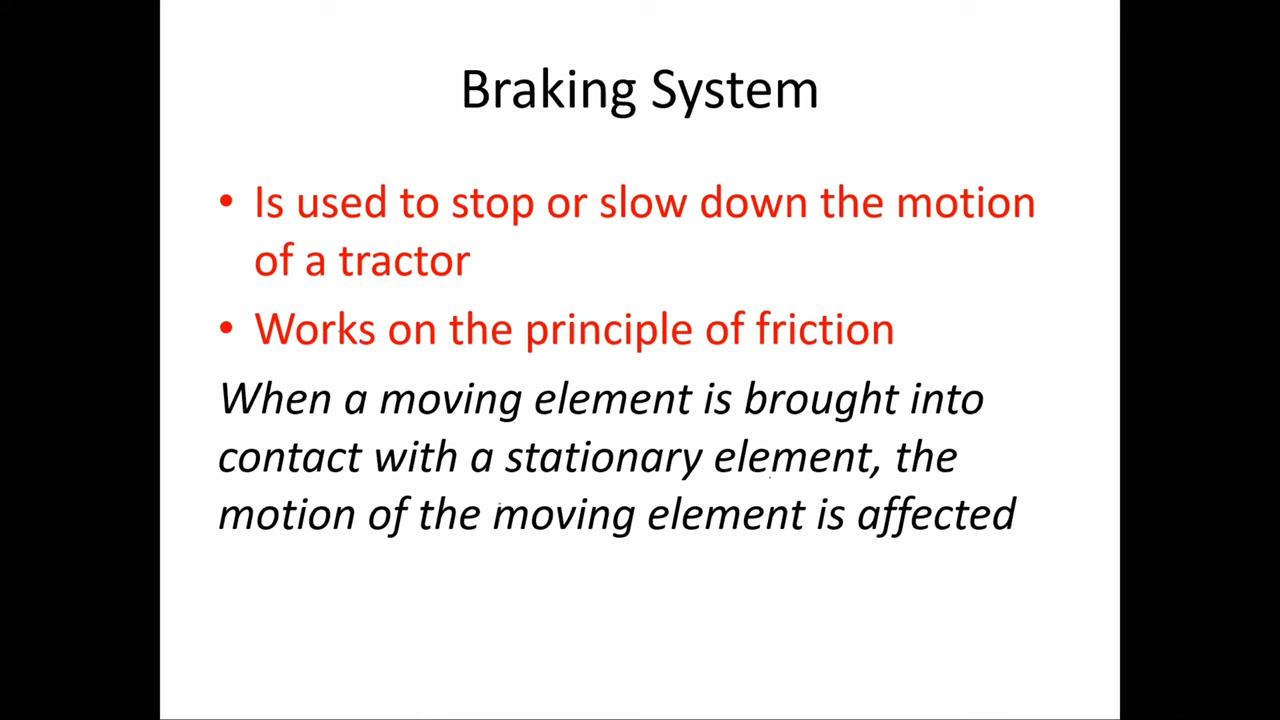 Braking System
• Is used to stop or slow down the motion
of a tractor
• Works on the principle of friction
When a moving element is brought into
contact with a stationary element, the
motion of the moving element is affected